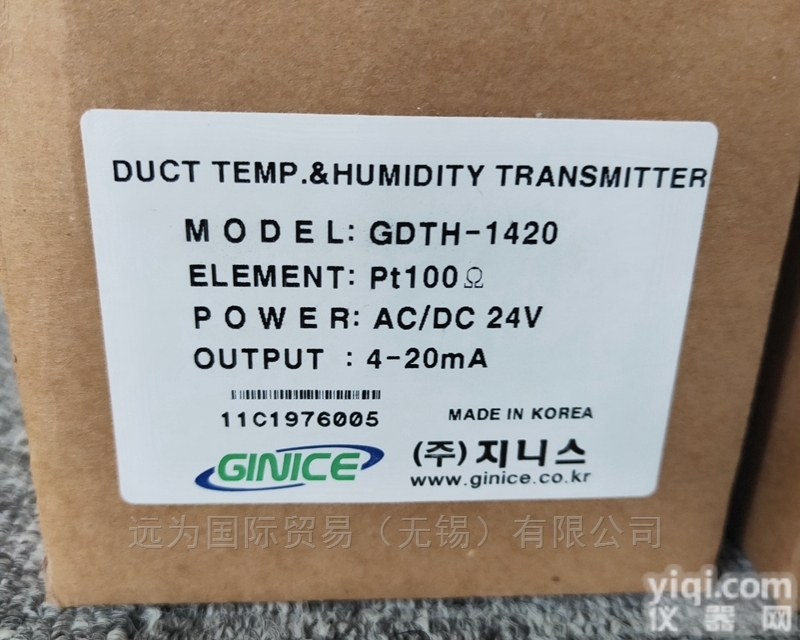 DUCT TEMP.&HUMIDITY TRANSMITTER
MODEL: GDTH-1420
ELEMENT: Pt100Ω
POWER: AC/DC 24V
OUTPUT : 4-20mA
11C1976005
MADE IN KOREA
GINICE
(주)지니스
www.ginice.co.kr
远为国际贸易（无锡）有限公司
yiqi.com
仪器网